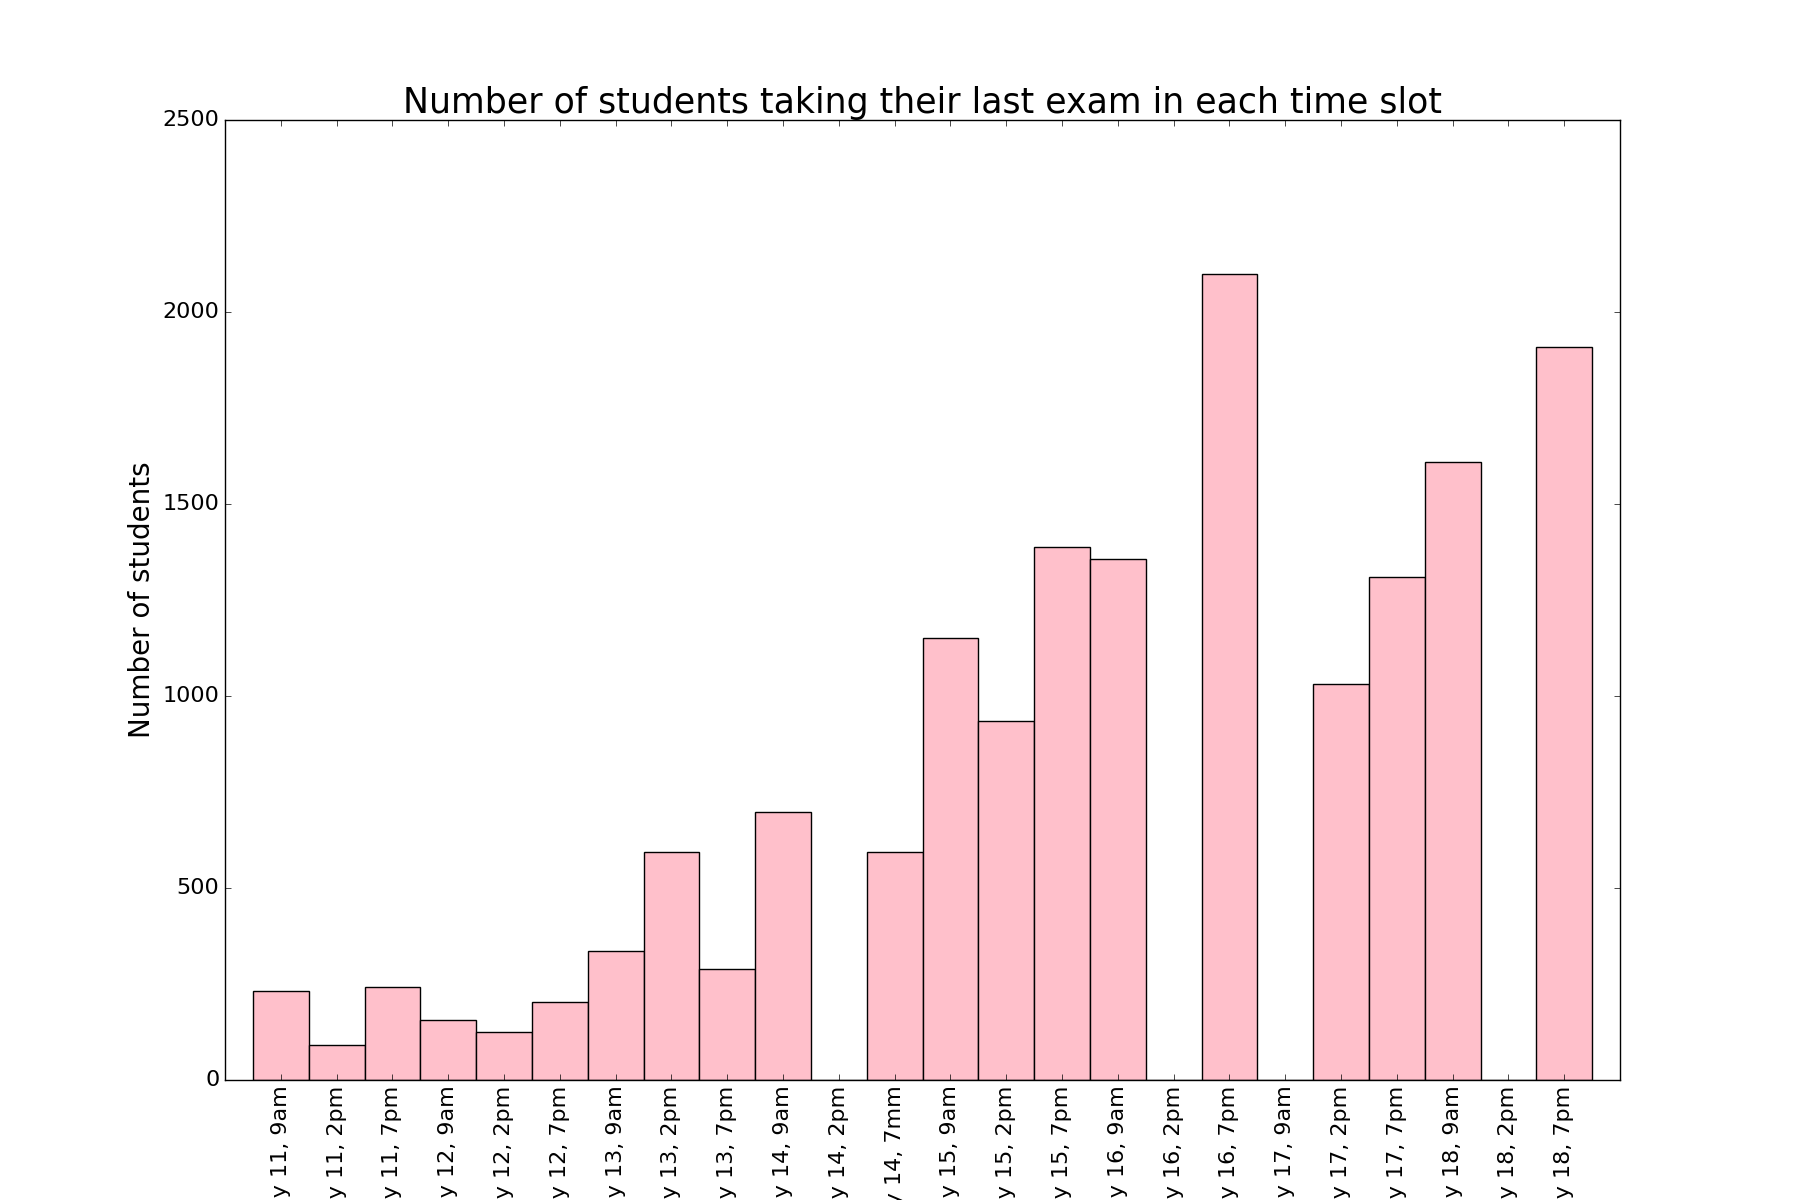 Number of students taking their last exam in each time slot
2500
2000
1500
1000
500
0
Number of students
y 11, 9am
y 11, 2pm
y 11, 7pm
y 12, 9am
y 12, 2pm
y 12, 7pm
y 13, 9am
y 13, 2pm
y 13, 7pm
y 14, 9am
y 14, 2pm
y 14, 7mm
y 15, 9am
y 15, 2pm
y 15, 7pm
y 16, 9am
y 16, 2pm
y 16, 7pm
y 17, 9am
y 17, 2pm
y 17, 7pm
y 18, 9am
y 18, 2pm
y 18, 7pm